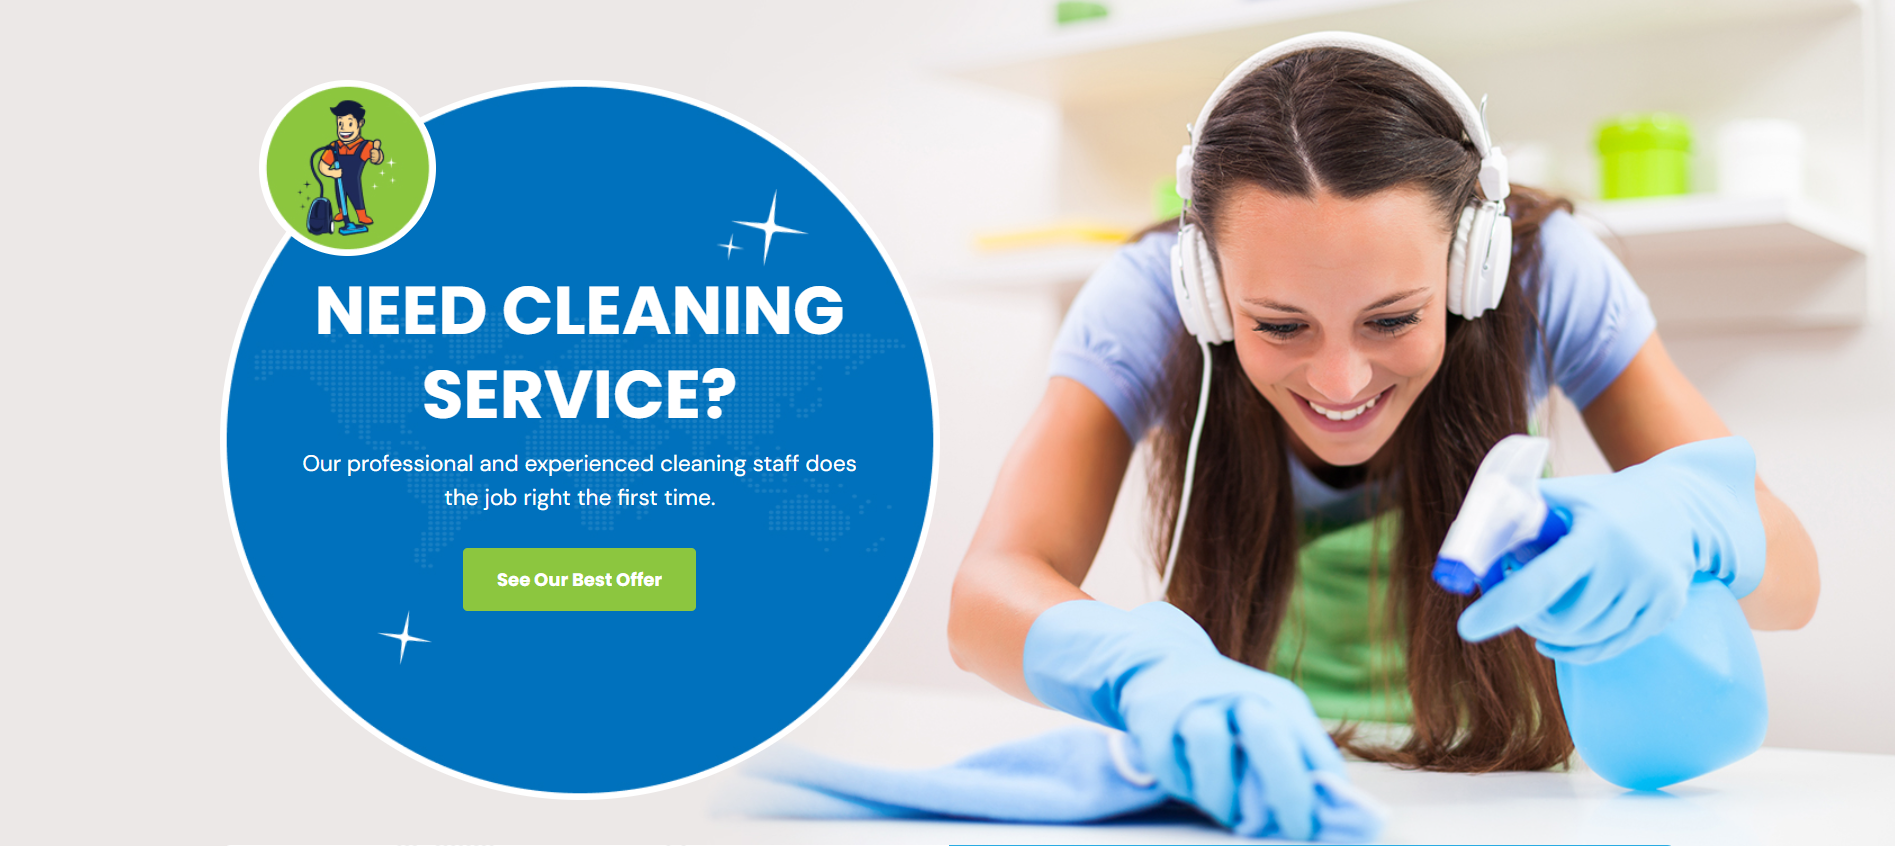 NEED CLEANING
SERVICE?
Our professional and experienced cleaning staff does
the job right the first time.
See Our Best Offer